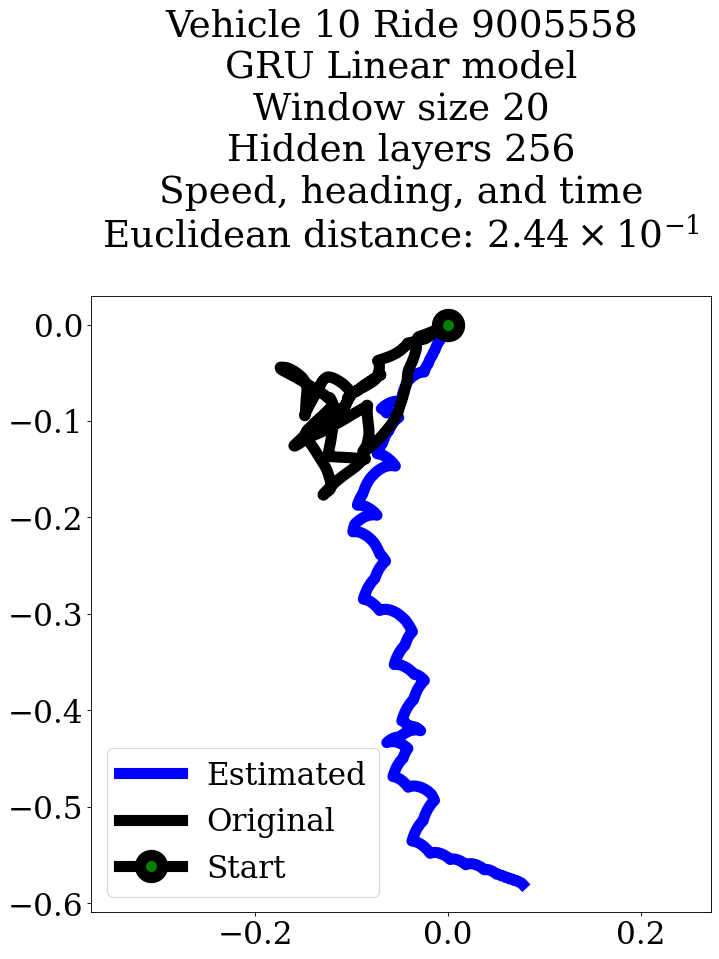 Vehicle 10 Ride 9005558
GRU Linear model
Window size 20
Hidden layers 256
Speed, heading, and time
Euclidean distance: 2.44 × 10⁻¹
0.0
−0.1
−0.2
−0.3
−0.4
−0.5
−0.6
Estimated
Original
Start
−0.2 0.0 0.2